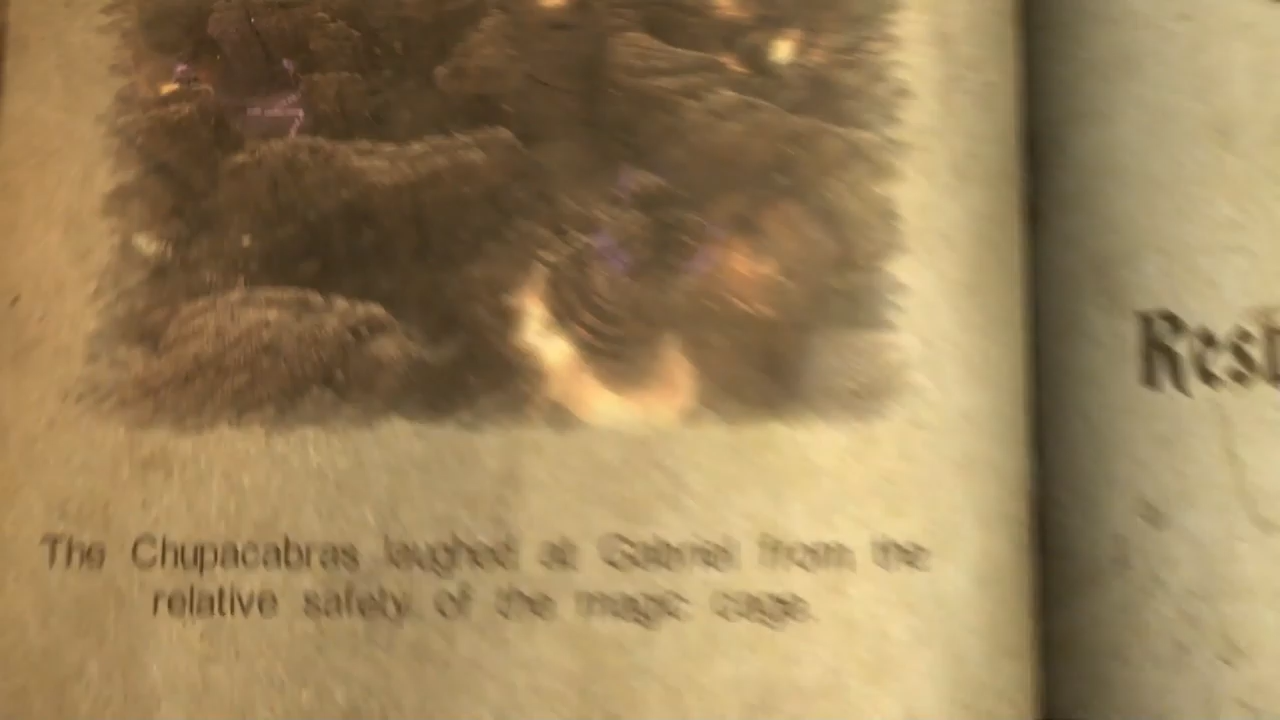 The Chupacabras laughed at Gabriel from the
relative safety of the magic cage.